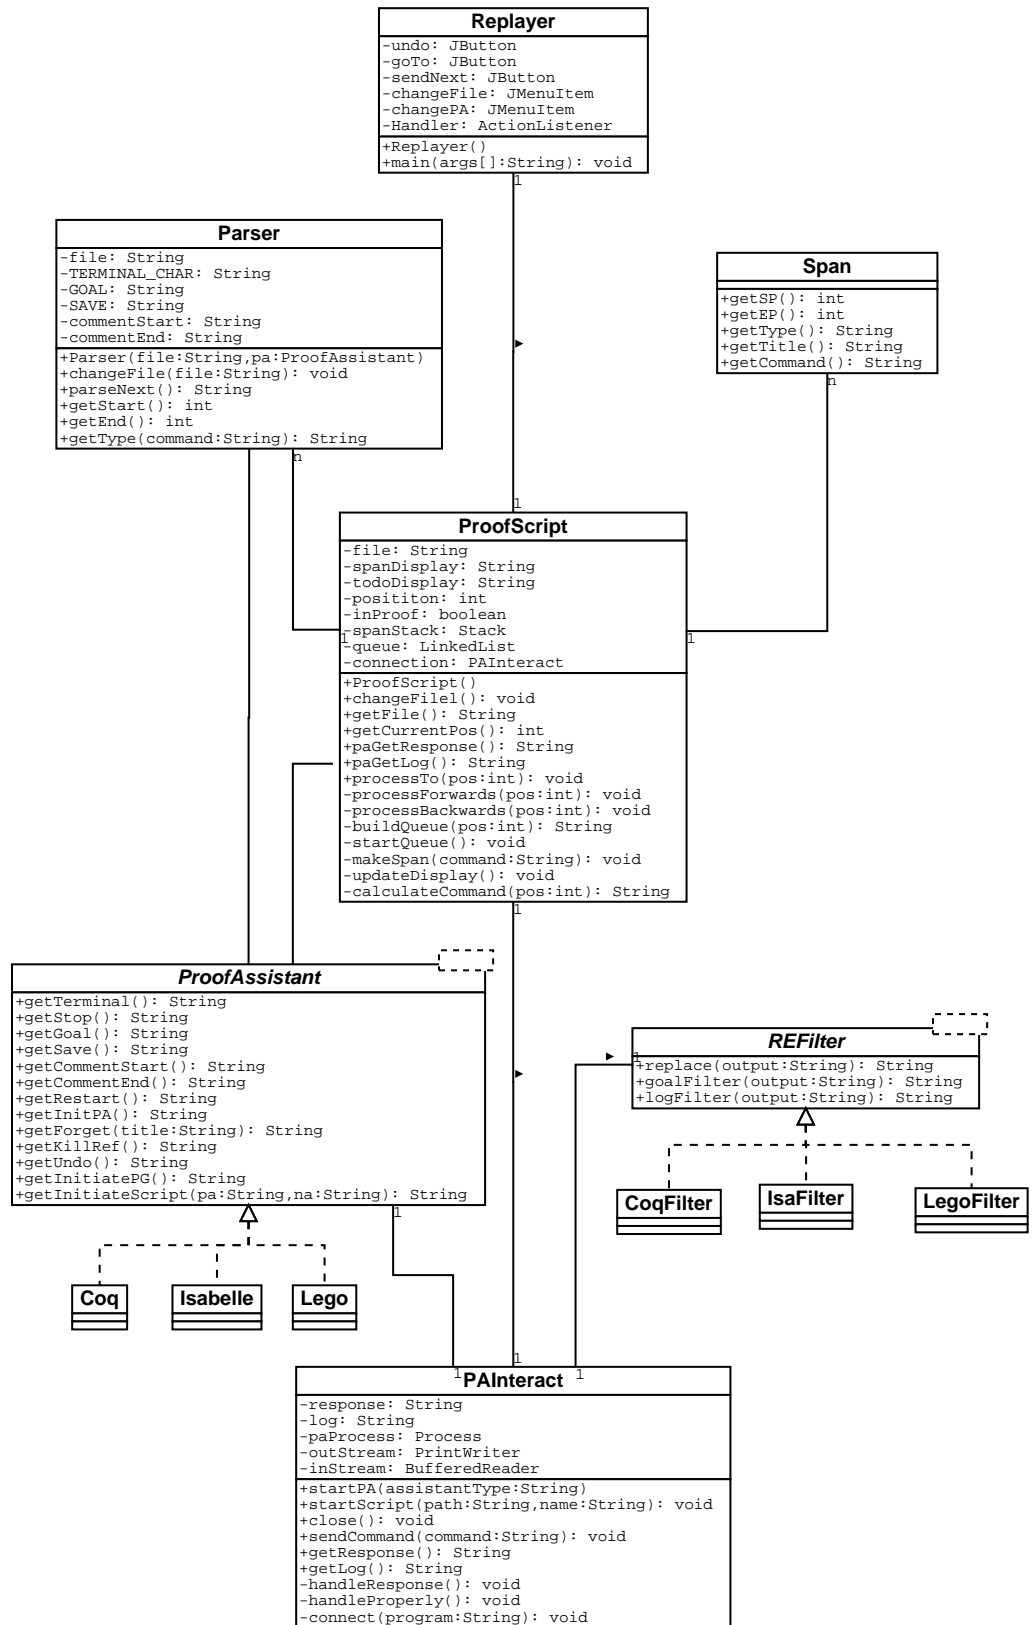 Replayer
-undo: JButton
-goTo: JButton
-sendNext: JButton
-changeFile: JMenuItem
-changePA: JMenuItem
-Handler: ActionListener
+Replayer()
+main(args[]:String): void
1
Parser
-file: String
-TERMINAL_CHAR: String
-GOAL: String
-SAVE: String
-commentStart: String
-commentEnd: String
+Parser(file:String,pa:ProofAssistant)
+changeFile(file:String): void
+parseNext(): String
+getStart(): int
+getEnd(): int
+getType(command:String): String
n
Span
+getSP(): int
+getEP(): int
+getType(): String
+getTitle(): String
+getCommand(): String
n
1
ProofScript
-file: String
-spanDisplay: String
-todoDisplay: String
-posititon: int
-inProof: boolean
-spanStack: Stack
-queue: LinkedList
-connection: PAInteract
1
1
+ProofScript()
+changeFilel(): void
+getFile(): String
+getCurrentPos(): int
+paGetResponse(): String
+paGetLog(): String
+processTo(pos:int): void
-processForwards(pos:int): void
-processBackwards(pos:int): void
-buildQueue(pos:int): String
-startQueue(): void
-makeSpan(command:String): void
-updateDisplay(): void
-calculateCommand(pos:int): String
1
ProofAssistant
+getTerminal(): String
+getStop(): String
+getGoal(): String
+getSave(): String
+getCommentStart(): String
+getCommentEnd(): String
+getRestart(): String
+getInitPA(): String
+getForget(title:String): String
+getKillRef(): String
+getUndo(): String
+getInitiatePG(): String
+getInitiateScript(pa:String,na:String): String
1
REFilter
1
+replace(output:String): String
+goalFilter(output:String): String
+logFilter(output:String): String
CoqFilter
IsaFilter
LegoFilter
Coq
Isabelle
Lego
1
1
1
PAInteract
-response: String
-log: String
-paProcess: Process
-outStream: PrintWriter
-inStream: BufferedReader
+startPA(assistantType:String)
+startScript(path:String,name:String): void
+close(): void
+sendCommand(command:String): void
+getResponse(): String
+getLog(): String
-handleResponse(): void
-handleProperly(): void
-connect(program:String): void